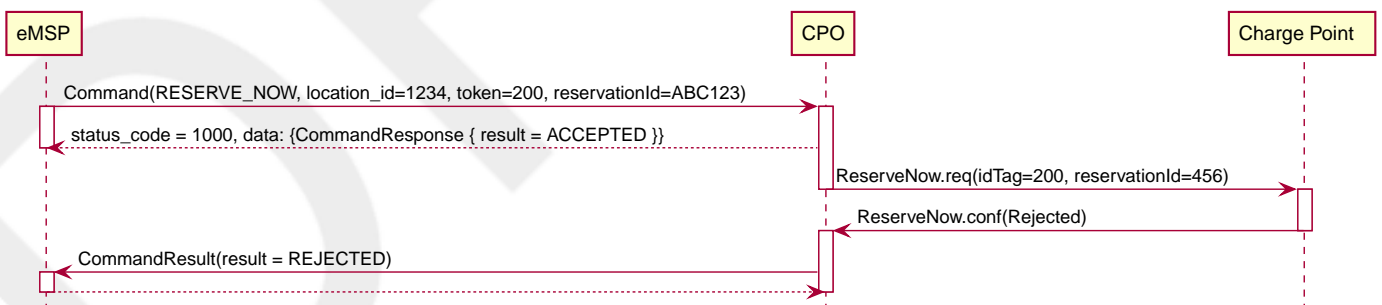 eMSP
CPO
Charge Point
Command(RESERVE_NOW, location_id=1234, token=200, reservationId=ABC123)
status_code = 1000, data: {CommandResponse { result = ACCEPTED }}
ReserveNow.req(idTag=200, reservationId=456)
ReserveNow.conf(Rejected)
CommandResult(result = REJECTED)